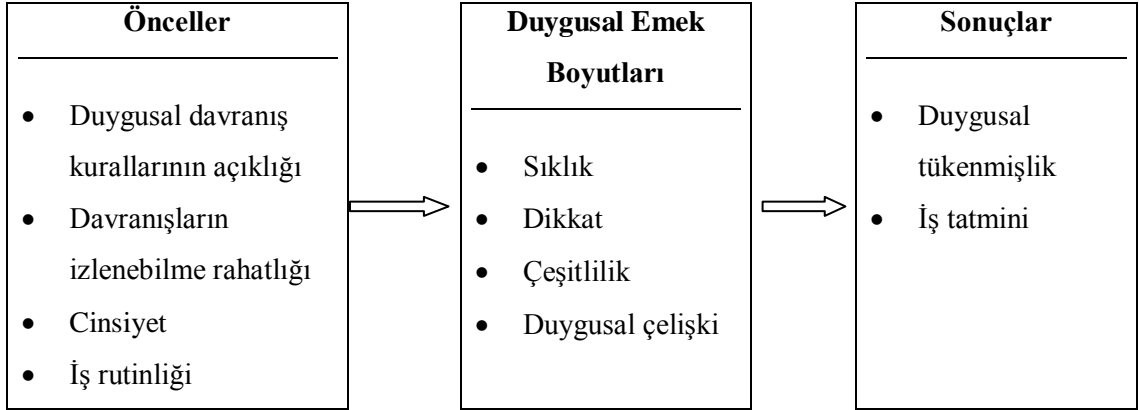 Önceller
Duygusal davranış
kurallarının açıklığı
Davranışların
izlenebilme rahatlığı
Cinsiyet
İş rutinliği
Duygusal Emek
Boyutları
Sıklık
Dikkat
Çeşitlilik
Duygusal çelişki
Sonuçlar
Duygusal
tükenmişlik
İş tatmini